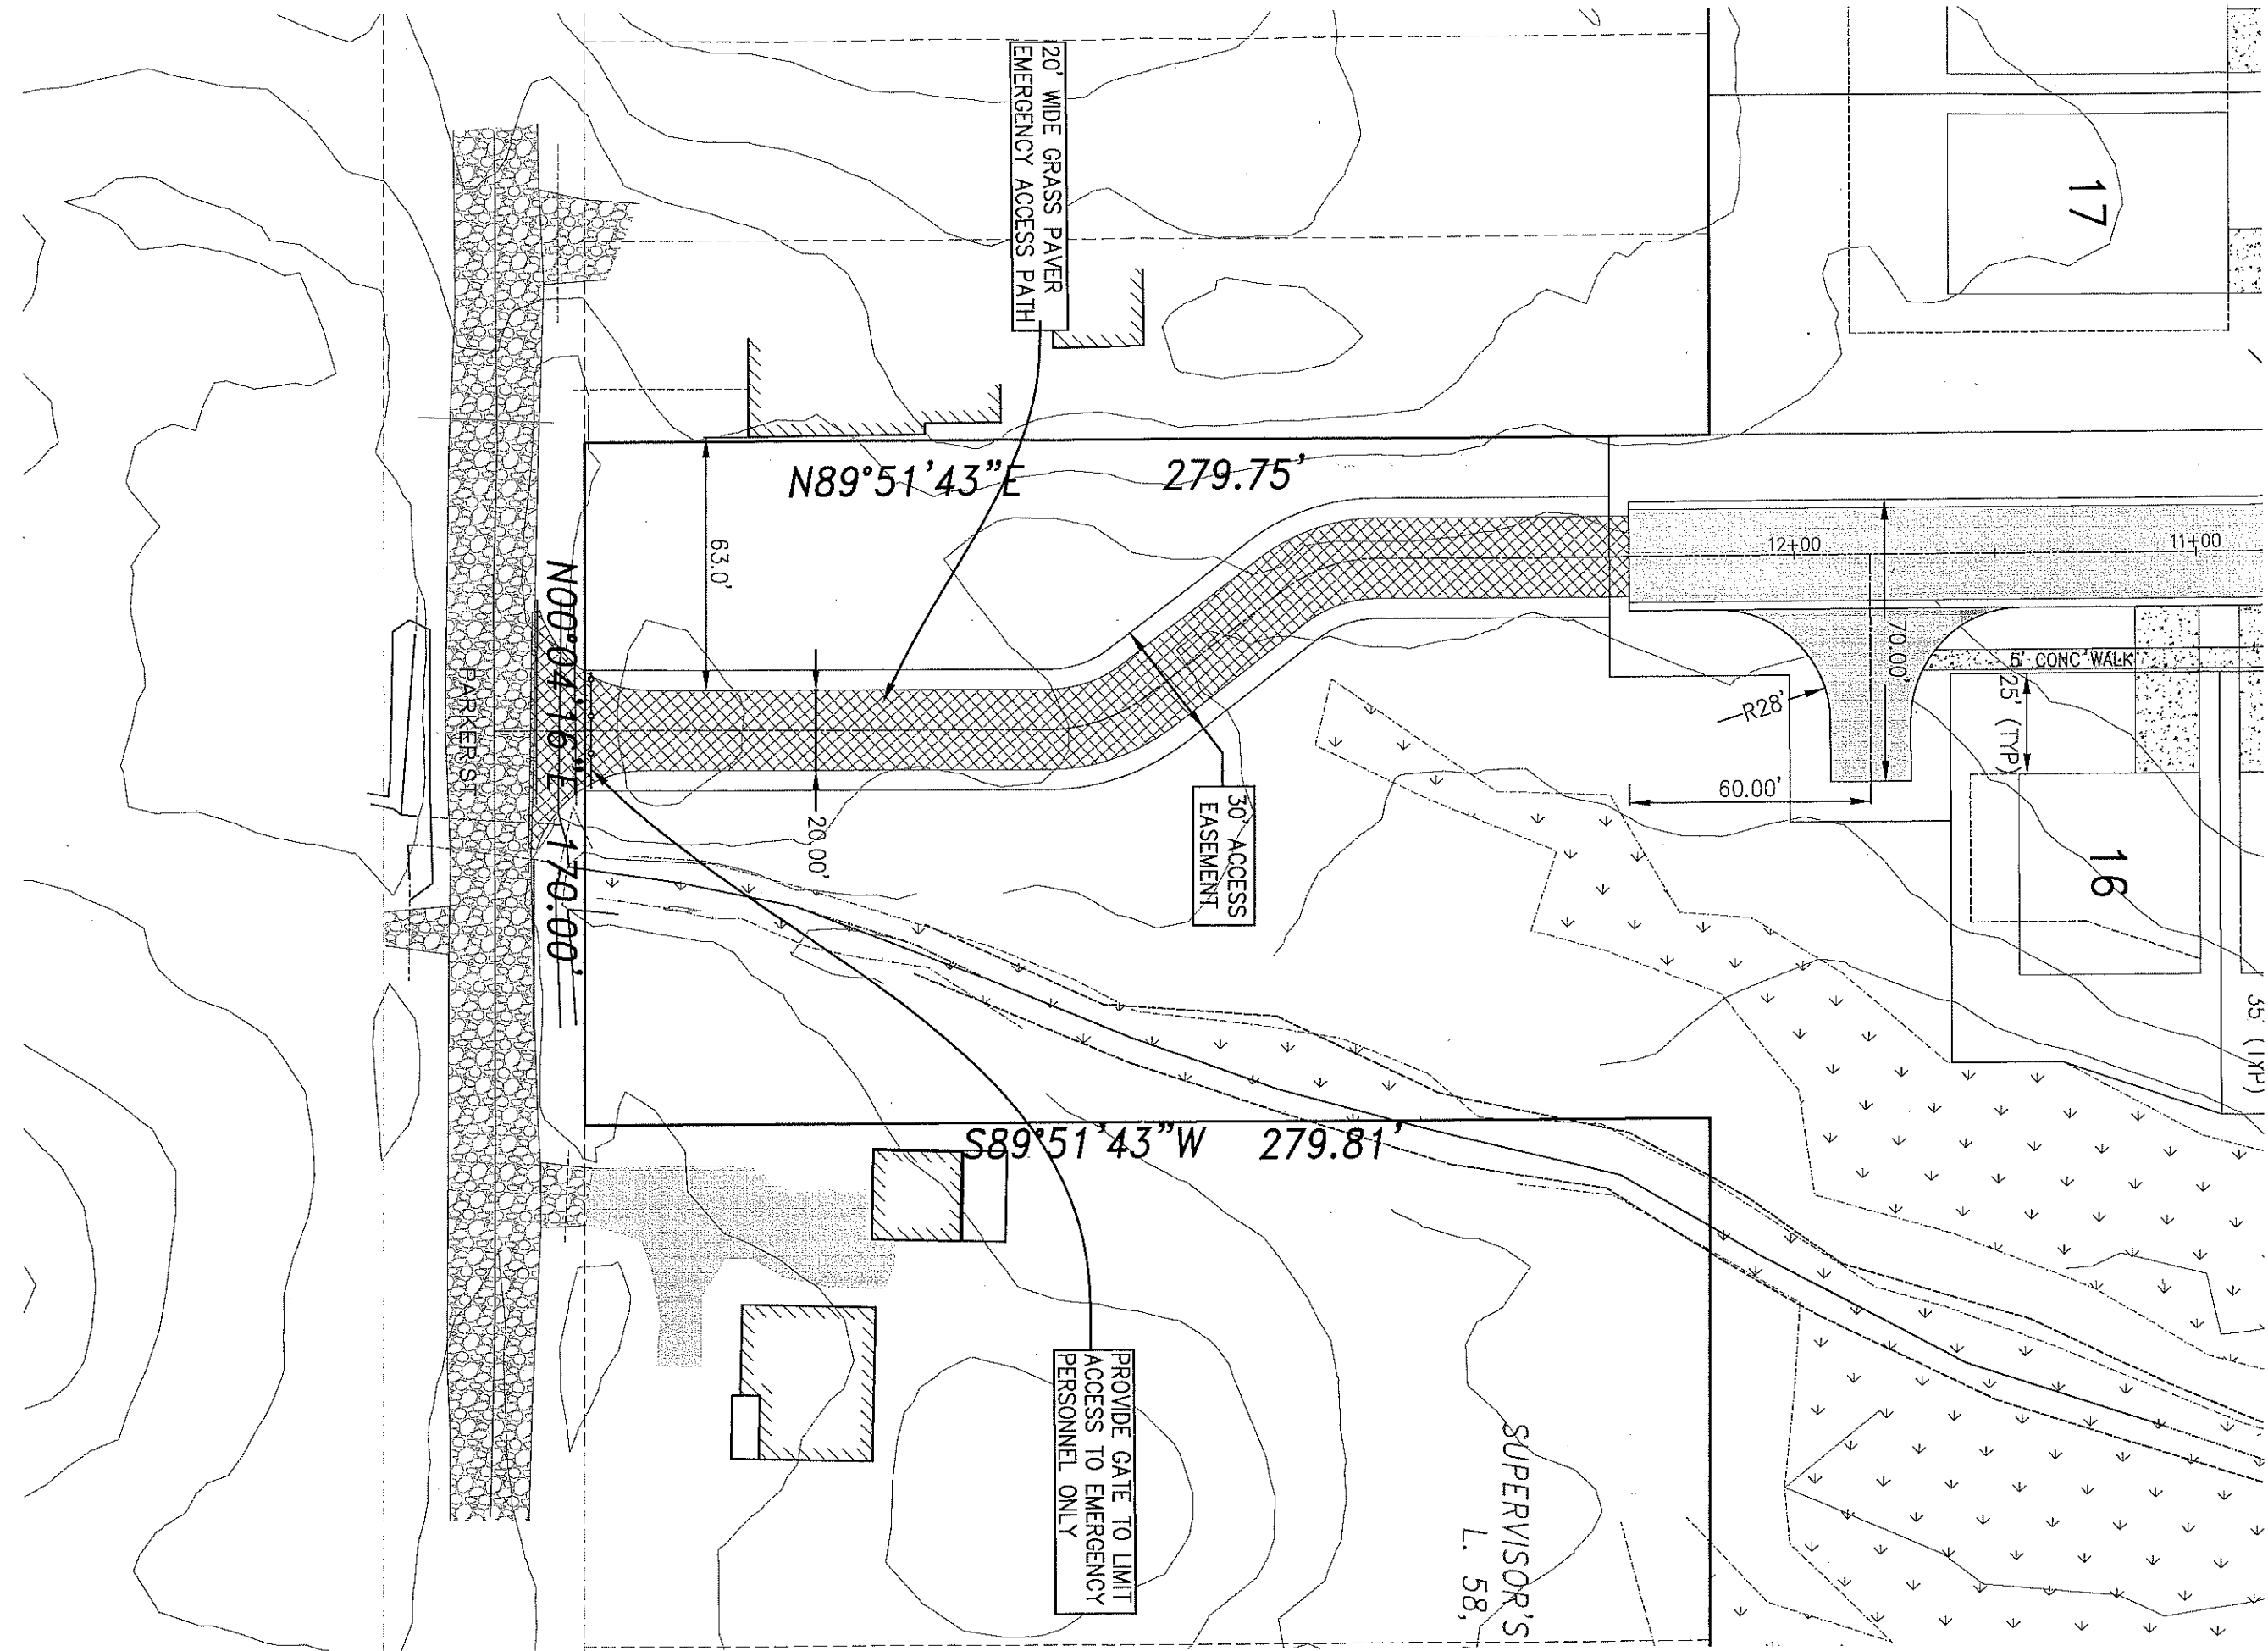 20' WIDE GRASS PAVER
EMERGENCY ACCESS PATH
17
N89°51'43"E 279.75'
63.0'
12+00
11+00
70.00'
5' CONC WALK
R28'
25' (TYP)
60.00'
16
35' (TYP)
N00°04'16"E 170.00'
PARKER ST
20.00'
30' ACCESS
EASEMENT
S89°51'43"W 279.81'
PROVIDE GATE TO LIMIT
ACCESS TO EMERGENCY
PERSONNEL ONLY
SUPERVISOR'S
L. 58,